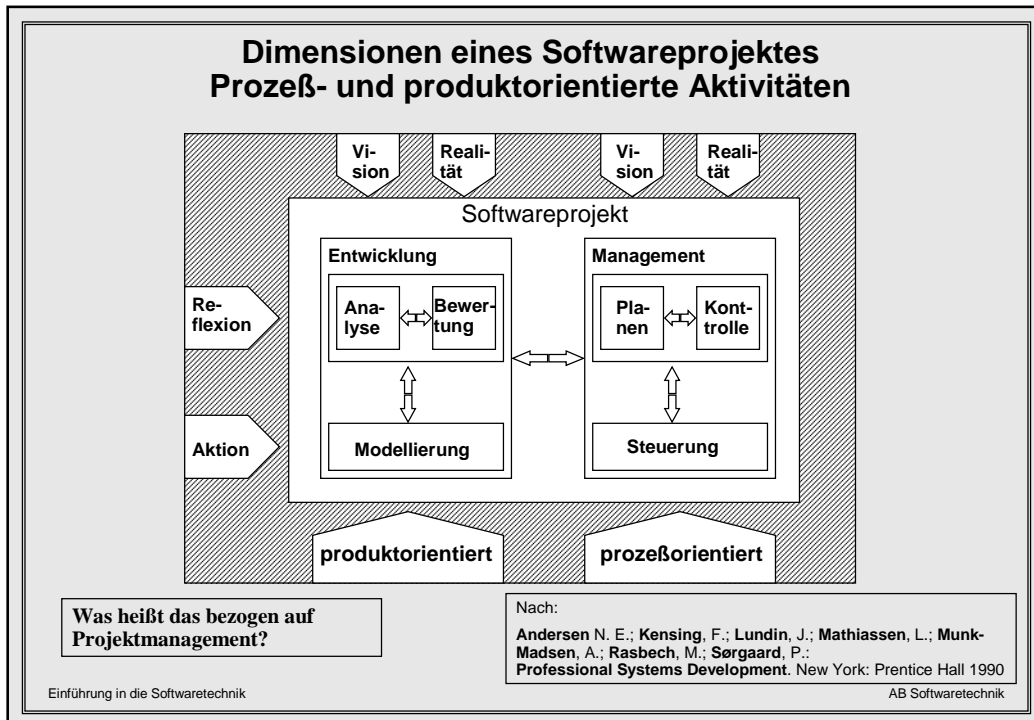 Dimensionen eines Softwareprojektes
Prozeß- und produktorientierte Aktivitäten
Vi-
sion
Reali-
tät
Vi-
sion
Reali-
tät
Softwareprojekt
Entwicklung
Management
Re-
flexion
Ana-
lyse
Bewer-
tung
Pla-
nen
Kont-
trolle
Aktion
Modellierung
Steuerung
produktorientiert
prozeßorientiert
Was heißt das bezogen auf
Projektmanagement?
Nach:
Andersen N. E.; Kensing, F.; Lundin, J.; Mathiassen, L.; Munk-
Madsen, A.; Rasbech, M.; Sørgaard, P.:
Professional Systems Development. New York: Prentice Hall 1990
Einführung in die Softwaretechnik
AB Softwaretechnik